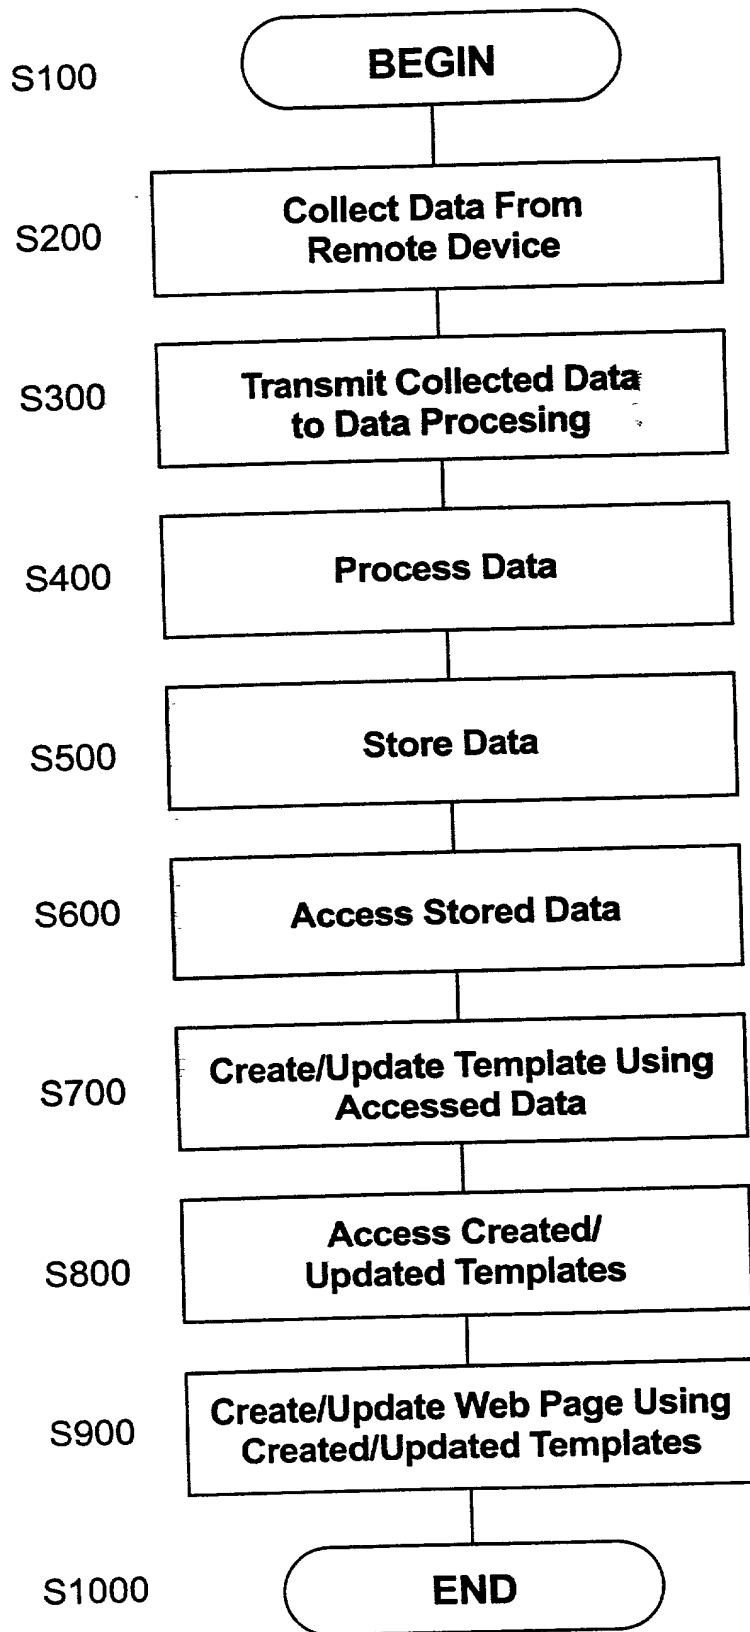 S100
BEGIN
S200
Collect Data From
Remote Device
S300
Transmit Collected Data
to Data Procesing
S400
Process Data
S500
Store Data
S600
Access Stored Data
S700
Create/Update Template Using
Accessed Data
S800
Access Created/
Updated Templates
S900
Create/Update Web Page Using
Created/Updated Templates
S1000
END